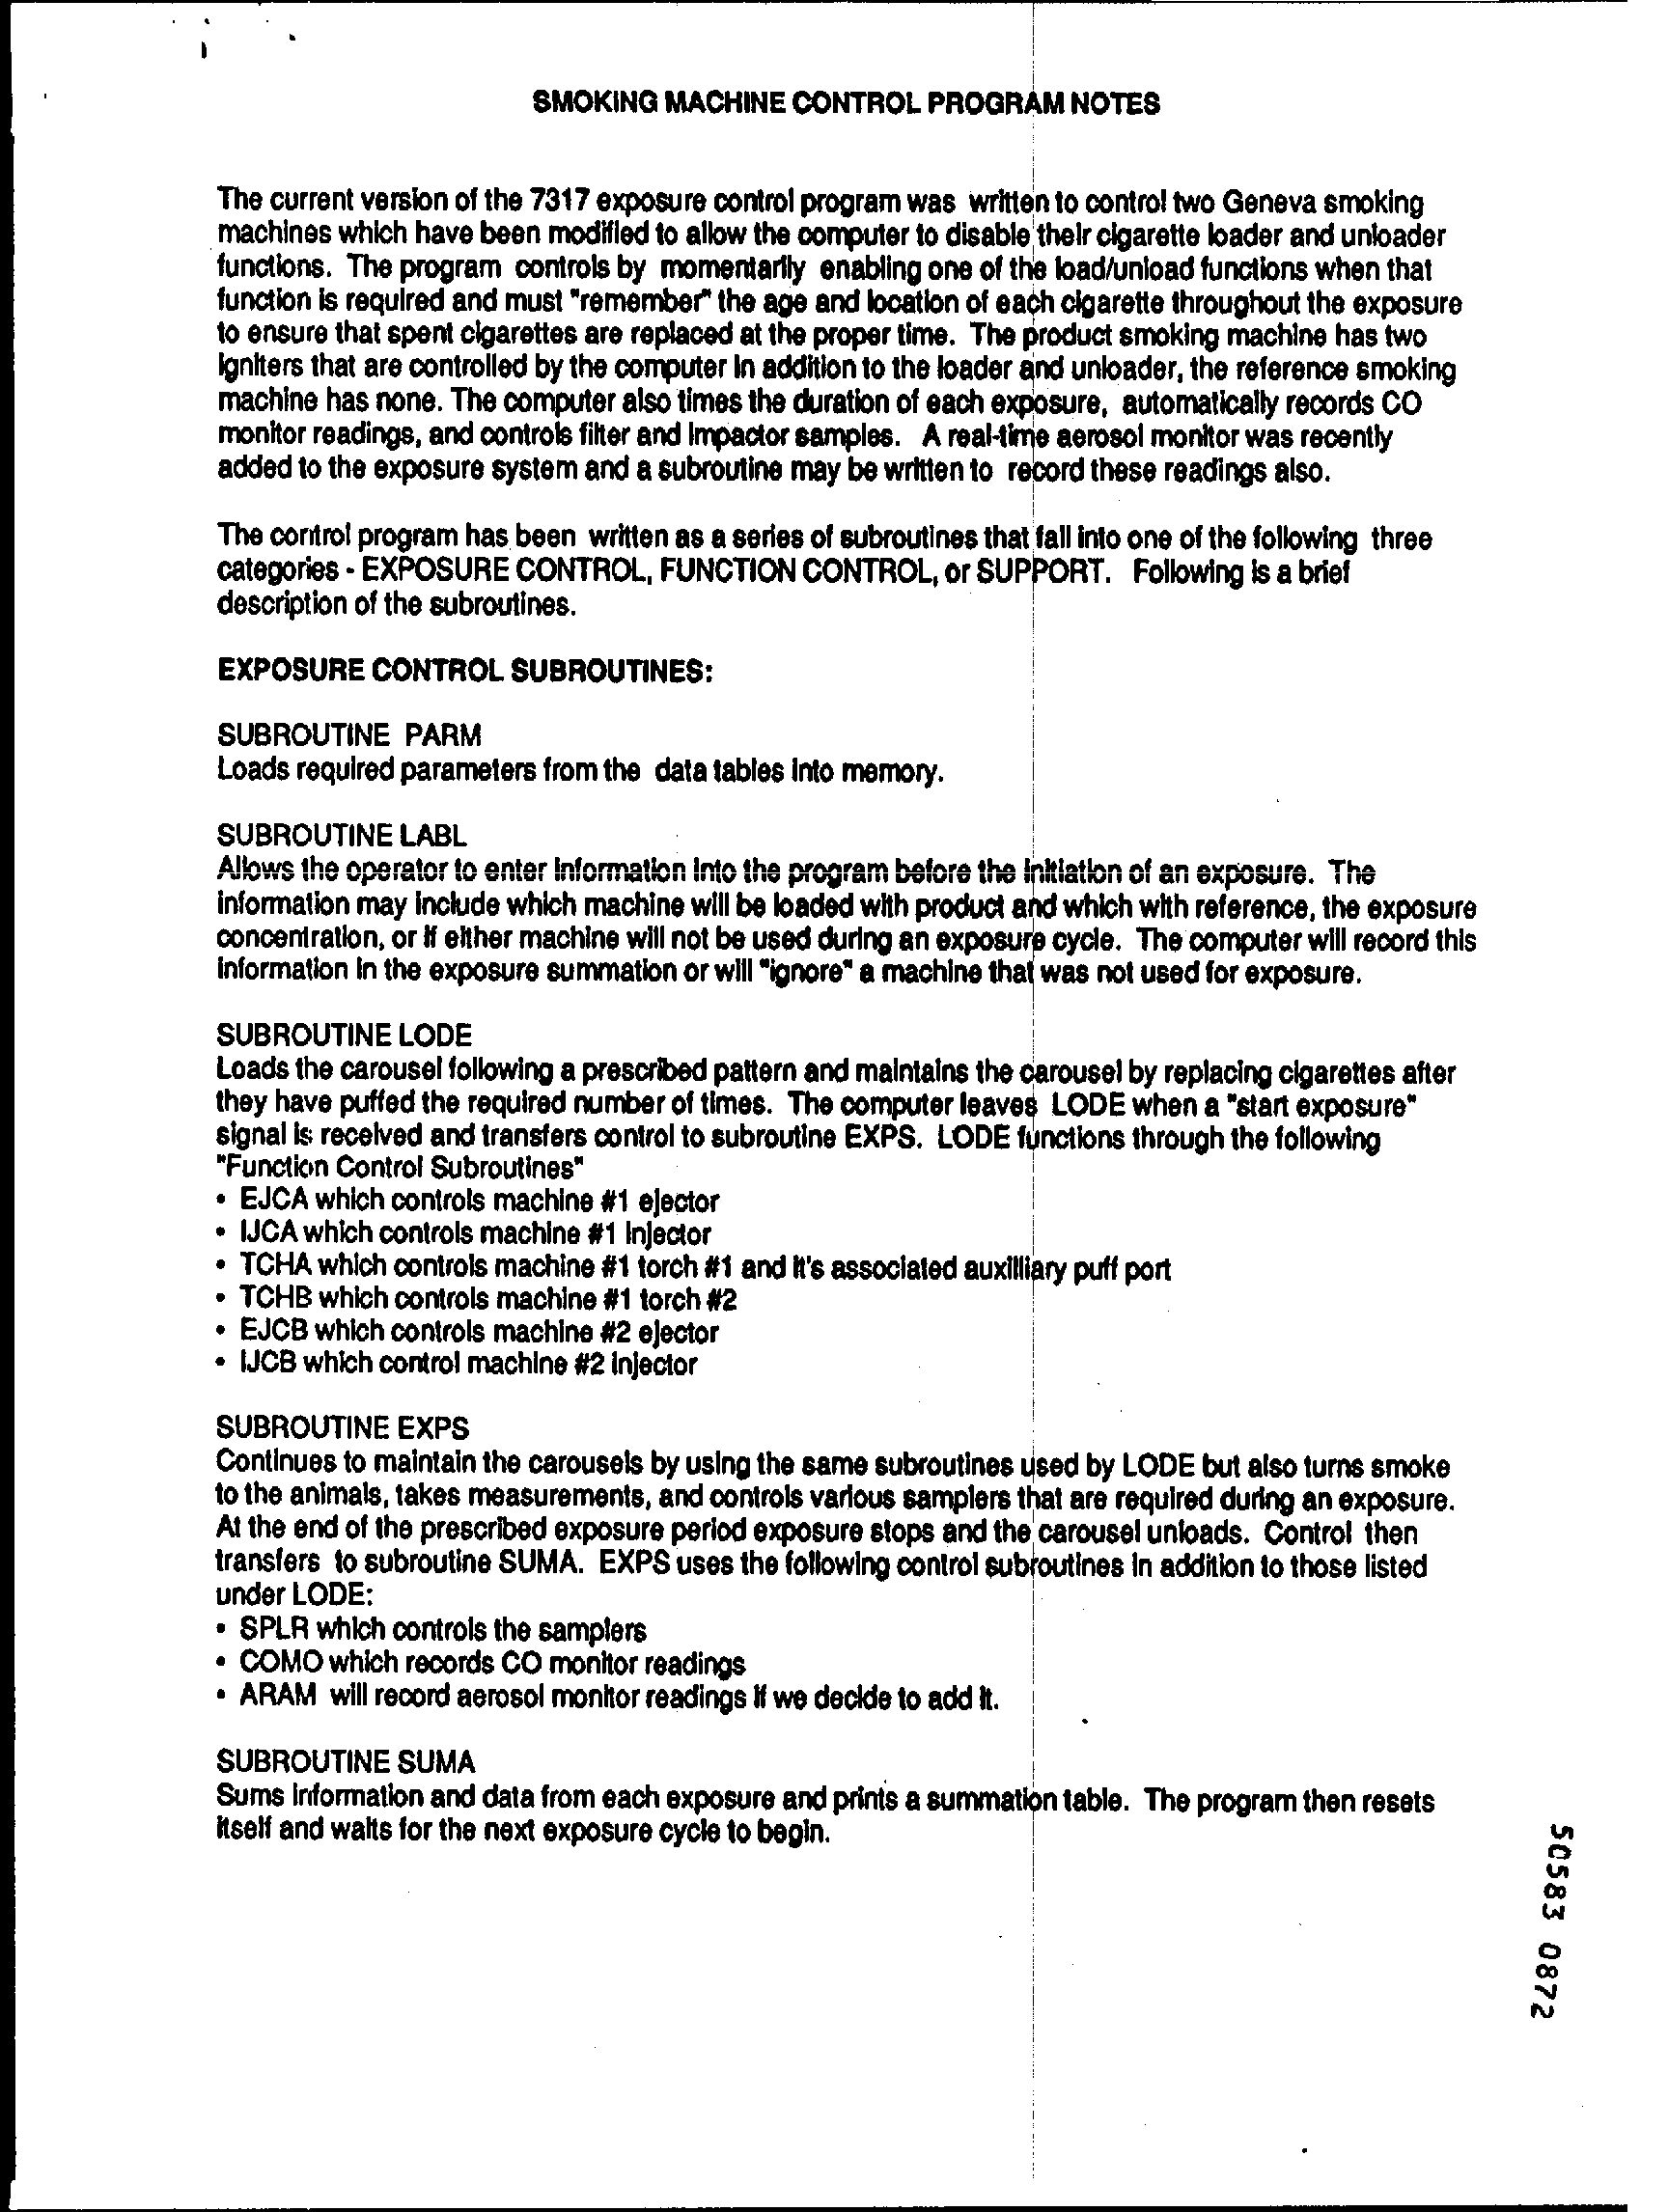 SMOKING MACHINE CONTROL PROGRAM NOTES
The current version of the 7317 exposure control program was written to control two Geneva smoking
machines which have been modified to allow the computer to disable their cigarette loader and unloader
functions. The program controls by momentarily enabling one of the load/unload functions when that
function is required and must "remember" the age and location of each cigarette throughout the exposure
to ensure that spent cigarettes are replaced at the proper time. The product smoking machine has two
igniters that are controlled by the computer in addition to the loader and unloader, the reference smoking
machine has none. The computer also times the duration of each exposure, automatically records CO
monitor readings, and controls filter and impactor samples. A real-time aerosol monitor was recently
added to the exposure system and a subroutine may be written to record these readings also.
The control program has been written as a series of subroutines that fall into one of the following three
categories - EXPOSURE CONTROL, FUNCTION CONTROL, or SUPPORT. Following is a brief
description of the subroutines.
EXPOSURE CONTROL SUBROUTINES:
SUBROUTINE PARM
Loads required parameters from the data tables into memory.
SUBROUTINE LABL
Allows the operator to enter information into the program before the initiation of an exposure. The
information may include which machine will be loaded with product and which with reference, the exposure
concentration, or if either machine will not be used during an exposure cycle. The computer will record this
information in the exposure summation or will "ignore" a machine that was not used for exposure.
SUBROUTINE LODE
Loads the carousel following a prescribed pattern and maintains the carousel by replacing cigarettes after
they have puffed the required number of times. The computer leaves LODE when a "start exposure"
signal is received and transfers control to subroutine EXPS. LODE functions through the following
"Function Control Subroutines"
• EJCA which controls machine #1 ejector
• IJCA which controls machine #1 injector
• TCHA which controls machine #1 torch #1 and it's associated auxilliary puff port
• TCHB which controls machine #1 torch #2
• EJCB which controls machine #2 ejector
• IJCB which control machine #2 injector
SUBROUTINE EXPS
Continues to maintain the carousels by using the same subroutines used by LODE but also turns smoke
to the animals, takes measurements, and controls various samplers that are required during an exposure.
At the end of the prescribed exposure period exposure stops and the carousel unloads. Control then
transfers to subroutine SUMA. EXPS uses the following control subroutines in addition to those listed
under LODE:
• SPLR which controls the samplers
• COMO which records CO monitor readings
• ARAM will record aerosol monitor readings if we decide to add it.
SUBROUTINE SUMA
Sums information and data from each exposure and prints a summation table. The program then resets
itself and waits for the next exposure cycle to begin.
50583 0872